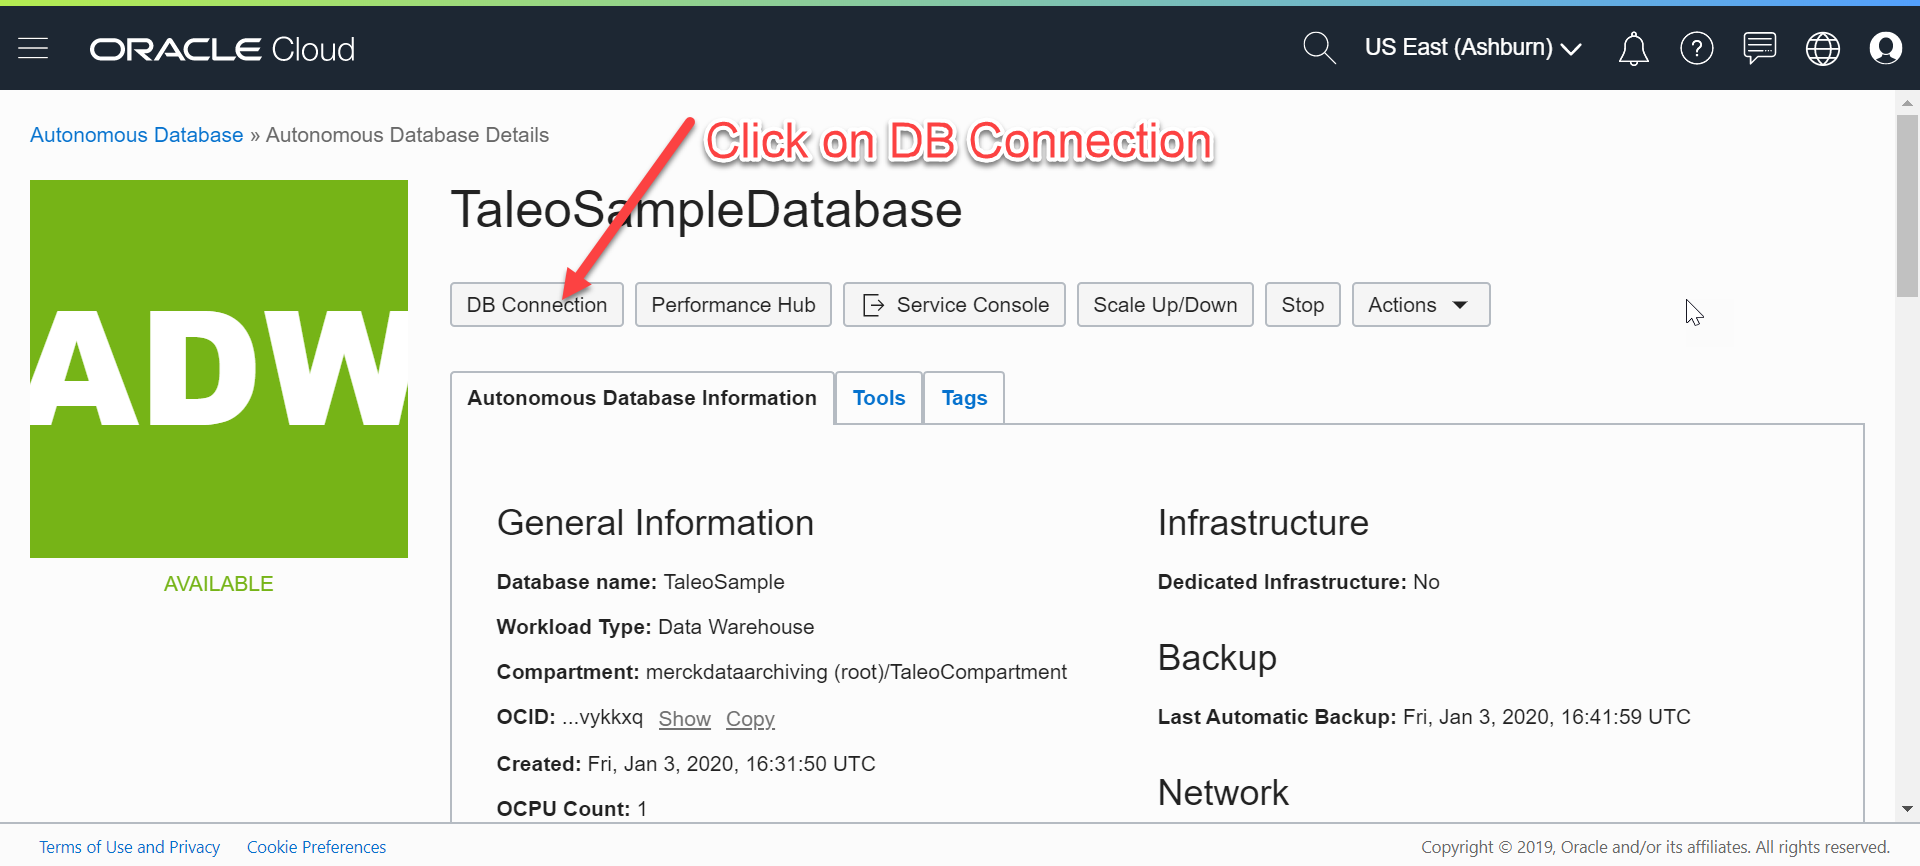 ORACLE Cloud
US East (Ashburn)
Autonomous Database » Autonomous Database Details
Click on DB Connection
TaleoSampleDatabase
DB Connection
Performance Hub
Service Console
Scale Up/Down
Stop
Actions
ADW
AVAILABLE
Autonomous Database Information
Tools
Tags
General Information
Database name: TaleoSample
Workload Type: Data Warehouse
Compartment: merckdataarchiving (root)/TaleoCompartment
OCID: ...vykkxq Show Copy
Created: Fri, Jan 3, 2020, 16:31:50 UTC
OCPU Count: 1
Infrastructure
Dedicated Infrastructure: No
Backup
Last Automatic Backup: Fri, Jan 3, 2020, 16:41:59 UTC
Network
Terms of Use and Privacy
Cookie Preferences
Copyright © 2019, Oracle and/or its affiliates. All rights reserved.